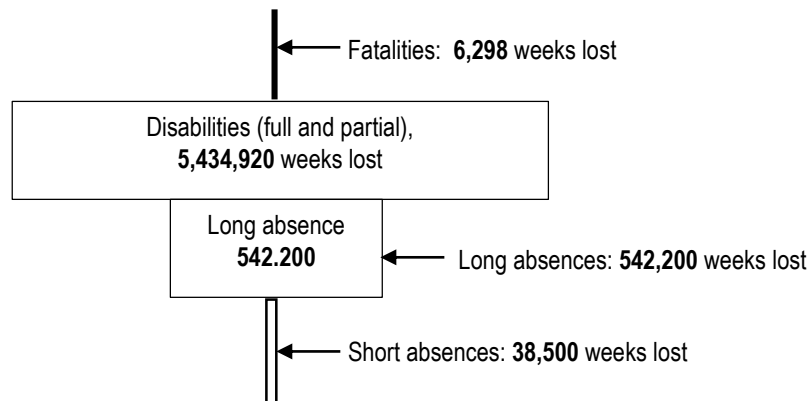 Fatalities: 6,298 weeks lost
Disabilities (full and partial),
5,434,920 weeks lost
Long absence
542.200
Long absences: 542,200 weeks lost
Short absences: 38,500 weeks lost